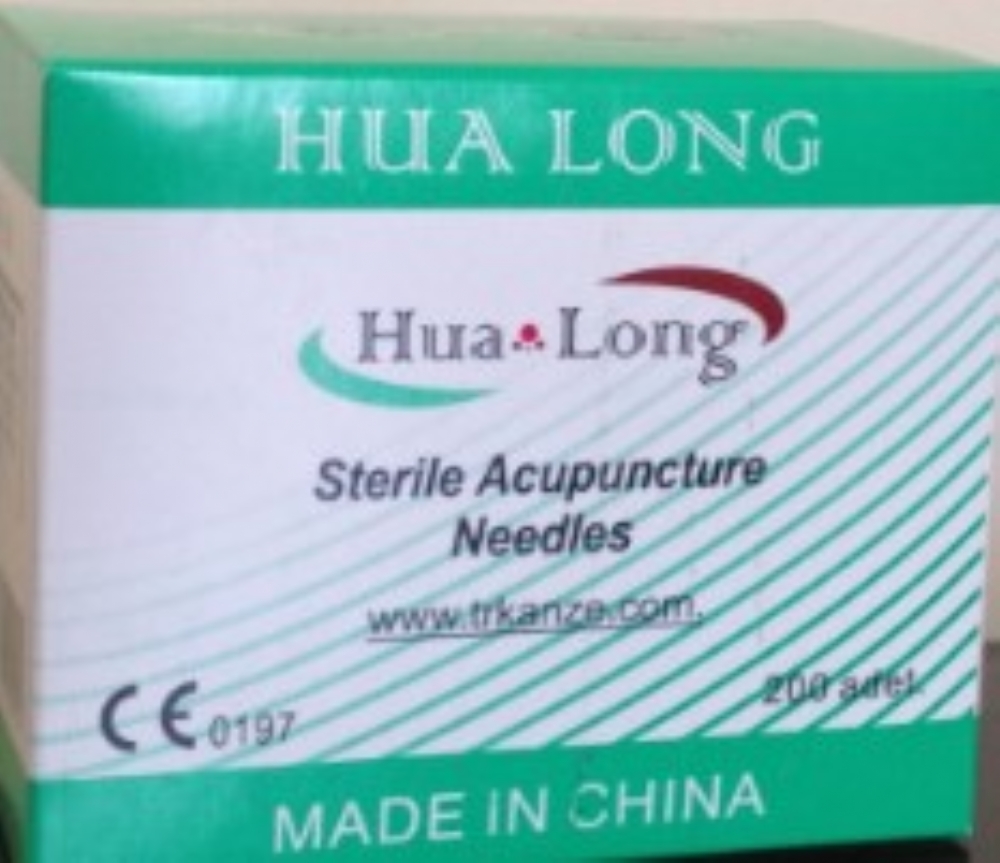 HUA LONG
Hua Long
Sterile Acupuncture
Needles
www.trkanze.com.
CE 0197
200 adet.
MADE IN CHINA